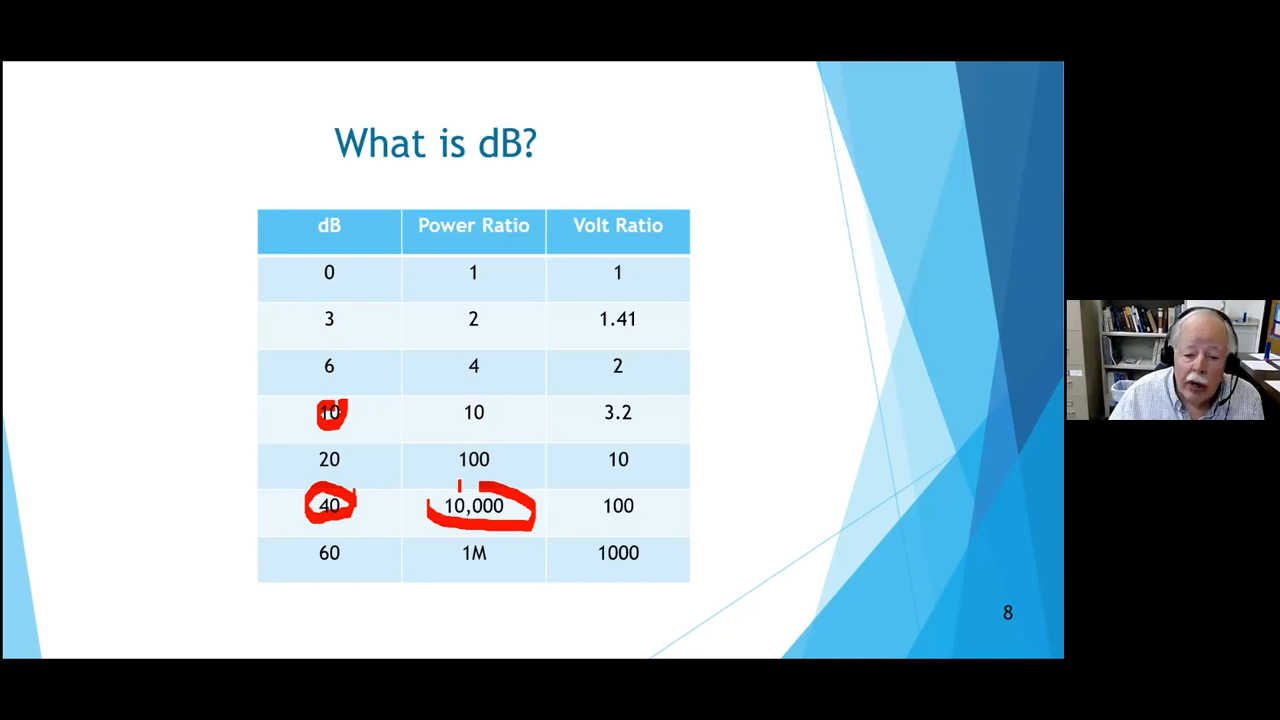 What is dB?
dB Power Ratio Volt Ratio
0 1 1
3 2 1.41
6 4 2
10 10 3.2
20 100 10
40 10,000 100
60 1M 1000
8